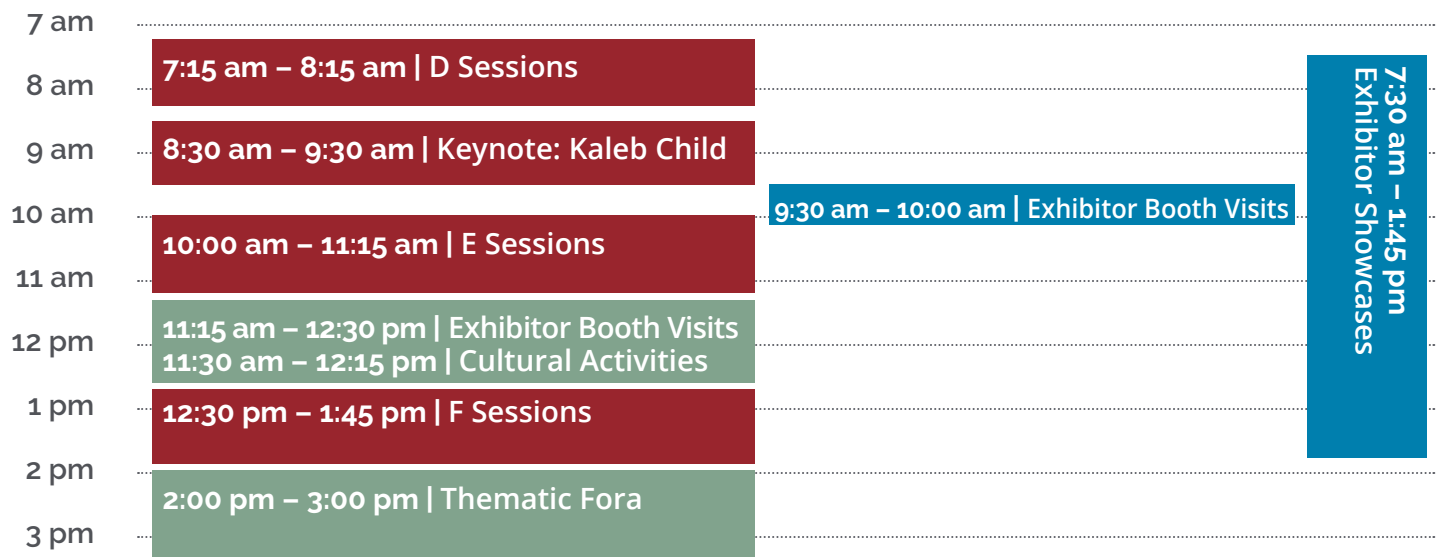 7 am
7:15 am – 8:15 am | D Sessions
8 am
8:30 am – 9:30 am | Keynote: Kaleb Child
9 am
9:30 am – 10:00 am | Exhibitor Booth Visits
10 am
10:00 am – 11:15 am | E Sessions
11 am
11:15 am – 12:30 pm | Exhibitor Booth Visits
12 pm
11:30 am – 12:15 pm | Cultural Activities
1 pm
12:30 pm – 1:45 pm | F Sessions
2 pm
2:00 pm – 3:00 pm | Thematic Fora
3 pm
7:30 am – 1:45 pm
Exhibitor Showcases